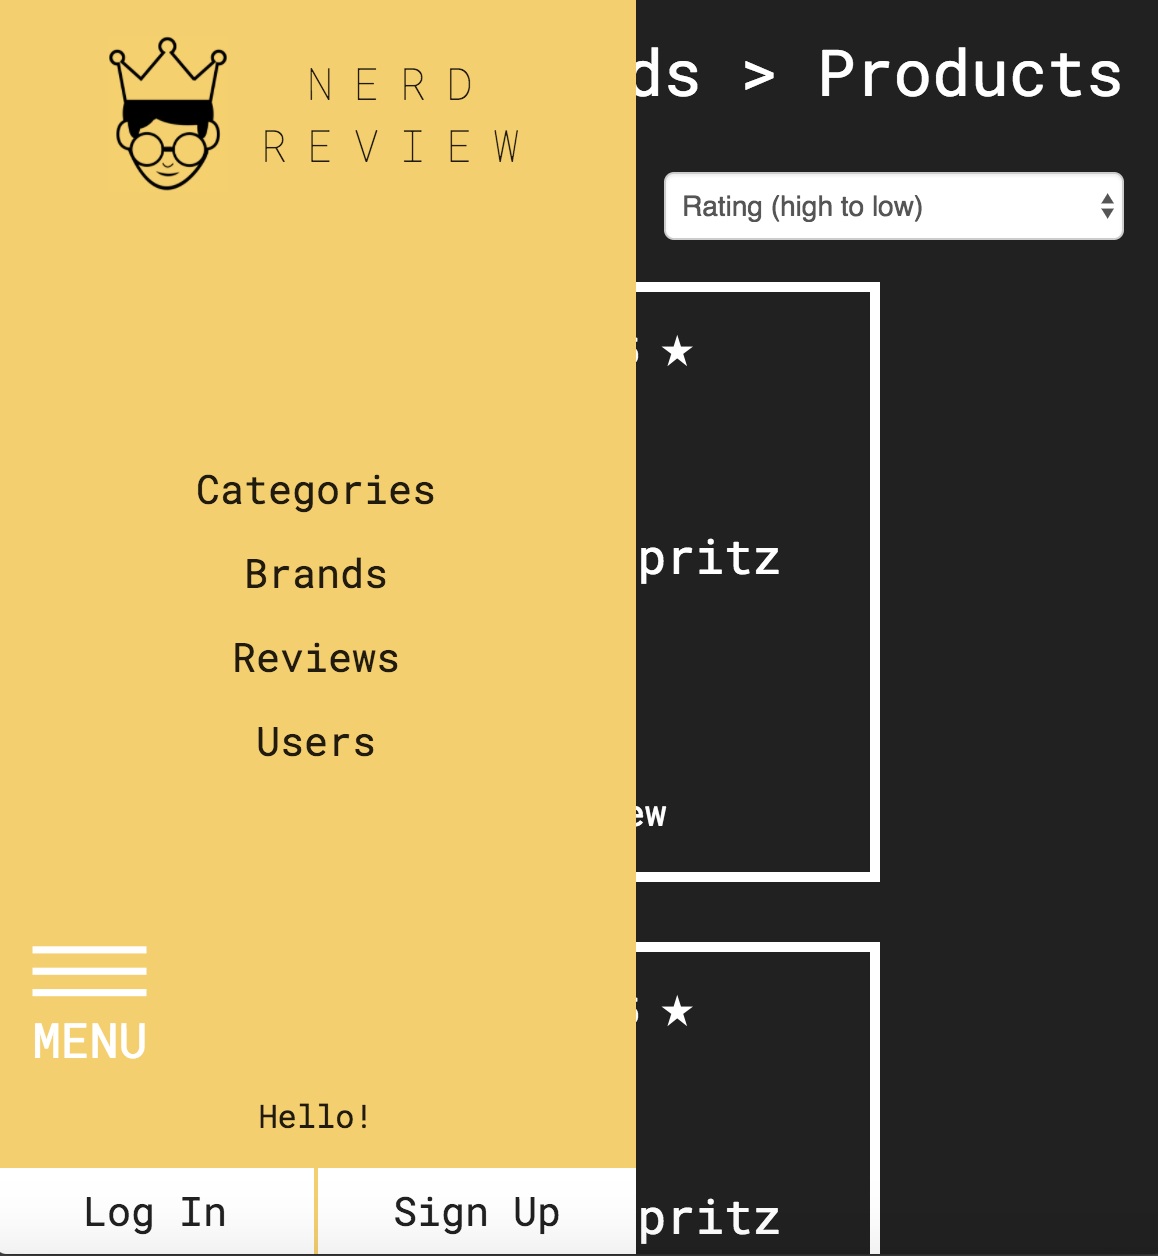 NERD
REVIEW
Categories
Brands
Reviews
Users
MENU
Hello!
Log In
Sign Up
ds > Products
Rating (high to low)
★
pritz
ew
★
pritz